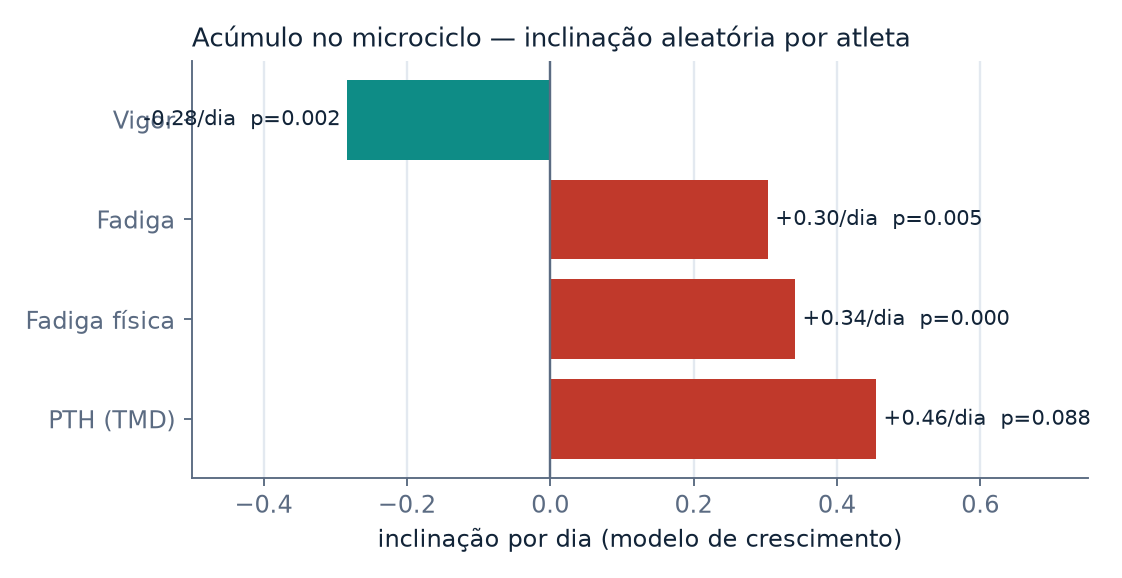 Acúmulo no microciclo — inclinação aleatória por atleta
Vigor
-0.28/dia  p=0.002
Fadiga
+0.30/dia  p=0.005
Fadiga física
+0.34/dia  p=0.000
PTH (TMD)
+0.46/dia  p=0.088
−0.4
−0.2
0.0
0.2
0.4
0.6
inclinação por dia (modelo de crescimento)